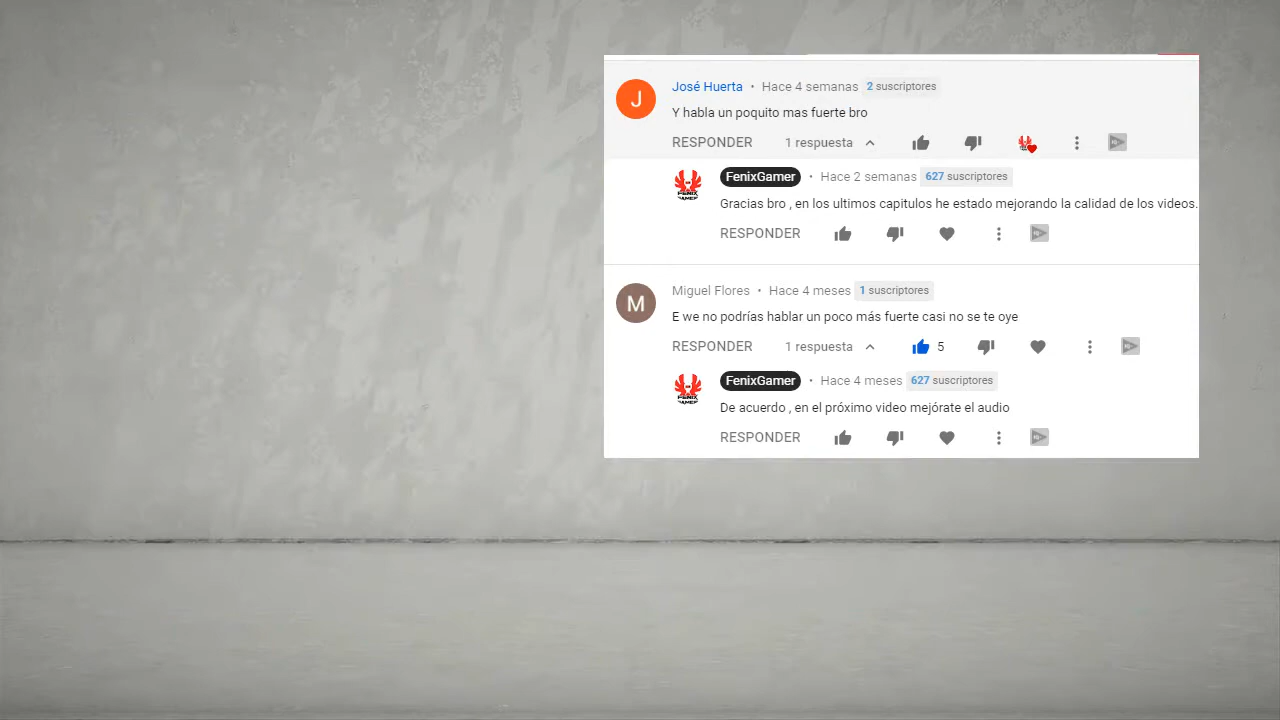 J
José Huerta • Hace 4 semanas 2 suscriptores
Y habla un poquito mas fuerte bro
RESPONDER 1 respuesta
FENIX GAMER
FenixGamer • Hace 2 semanas 627 suscriptores
Gracias bro , en los ultimos capitulos he estado mejorando la calidad de los videos.
RESPONDER
M
Miguel Flores • Hace 4 meses 1 suscriptores
E we no podrías hablar un poco más fuerte casi no se te oye
RESPONDER 1 respuesta 5
FENIX GAMER
FenixGamer • Hace 4 meses 627 suscriptores
De acuerdo , en el próximo video mejórate el audio
RESPONDER